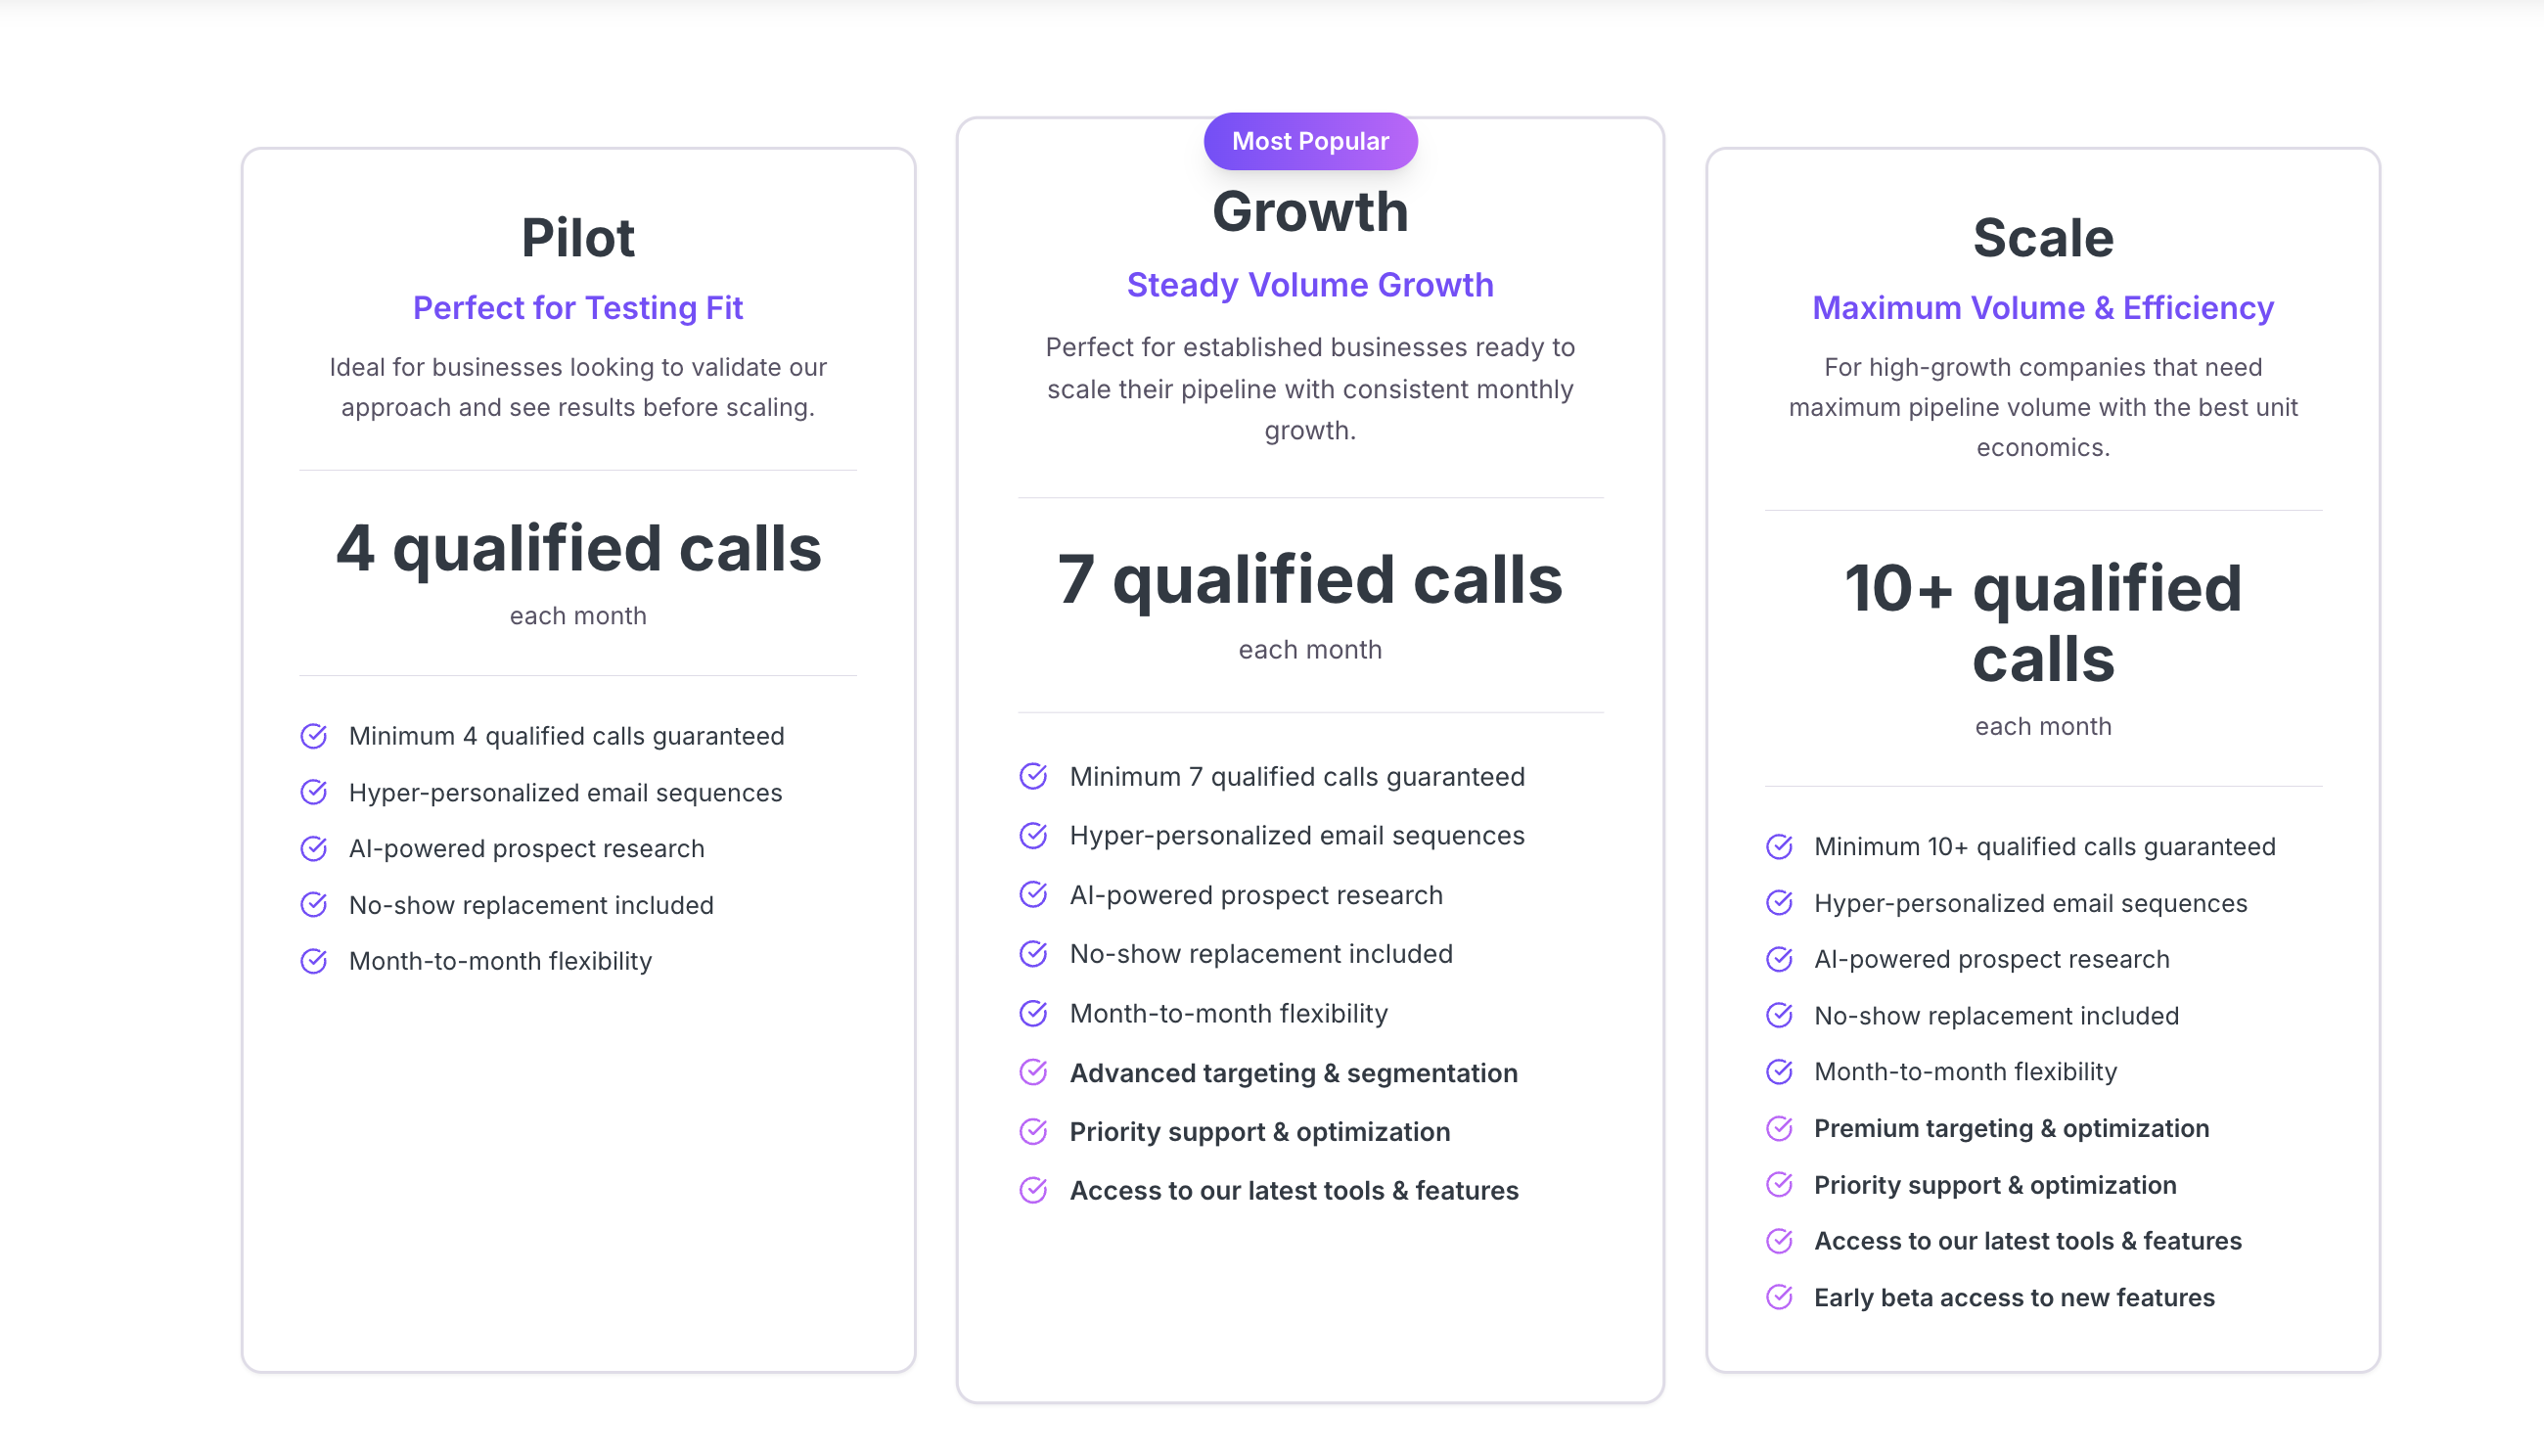 Pilot
Perfect for Testing Fit
Ideal for businesses looking to validate our
approach and see results before scaling.
4 qualified calls
each month
Minimum 4 qualified calls guaranteed
Hyper-personalized email sequences
AI-powered prospect research
No-show replacement included
Month-to-month flexibility
Most Popular
Growth
Steady Volume Growth
Perfect for established businesses ready to
scale their pipeline with consistent monthly
growth.
7 qualified calls
each month
Minimum 7 qualified calls guaranteed
Hyper-personalized email sequences
AI-powered prospect research
No-show replacement included
Month-to-month flexibility
Advanced targeting & segmentation
Priority support & optimization
Access to our latest tools & features
Scale
Maximum Volume & Efficiency
For high-growth companies that need
maximum pipeline volume with the best unit
economics.
10+ qualified
calls
each month
Minimum 10+ qualified calls guaranteed
Hyper-personalized email sequences
AI-powered prospect research
No-show replacement included
Month-to-month flexibility
Premium targeting & optimization
Priority support & optimization
Access to our latest tools & features
Early beta access to new features